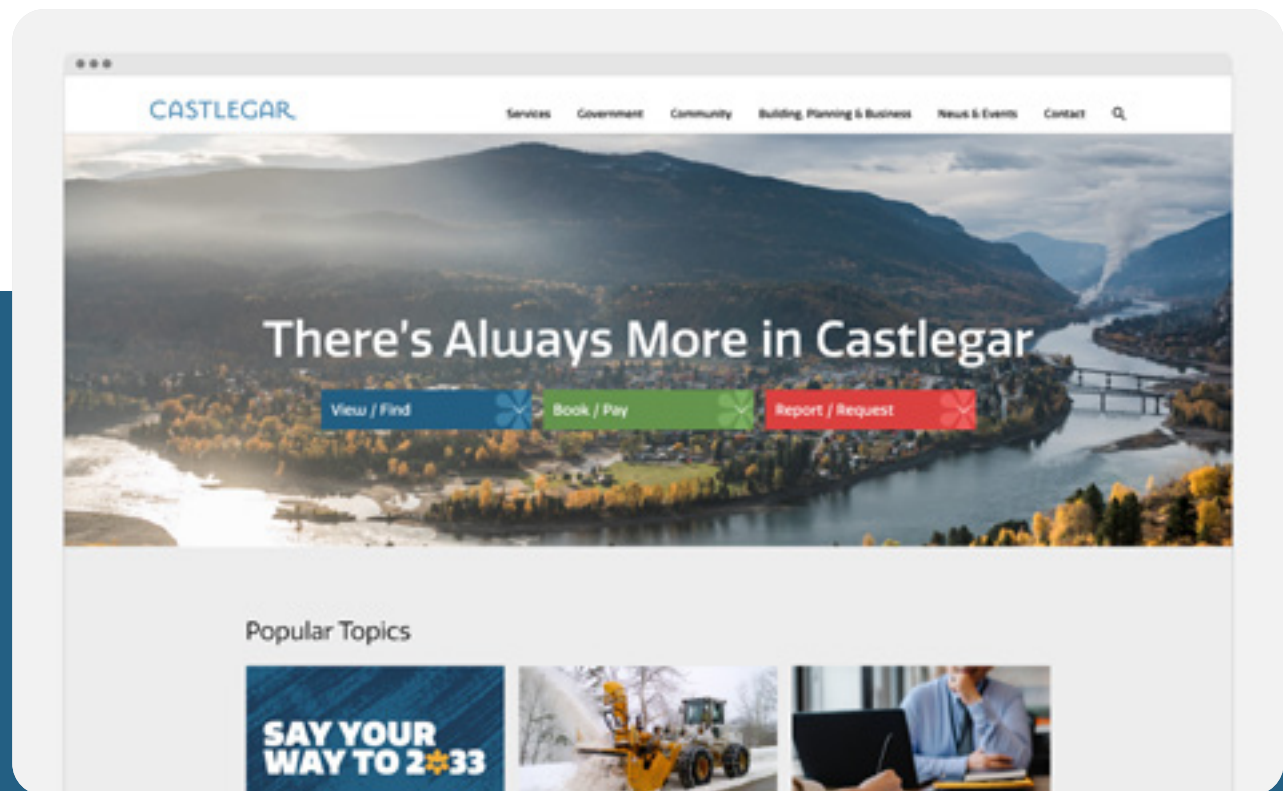 CASTLEGAR
Services Government Community Building, Planning & Business News & Events Contact
There's Always More in Castlegar
View / Find Book / Pay Report / Request
Popular Topics
SAY YOUR
WAY TO 2033